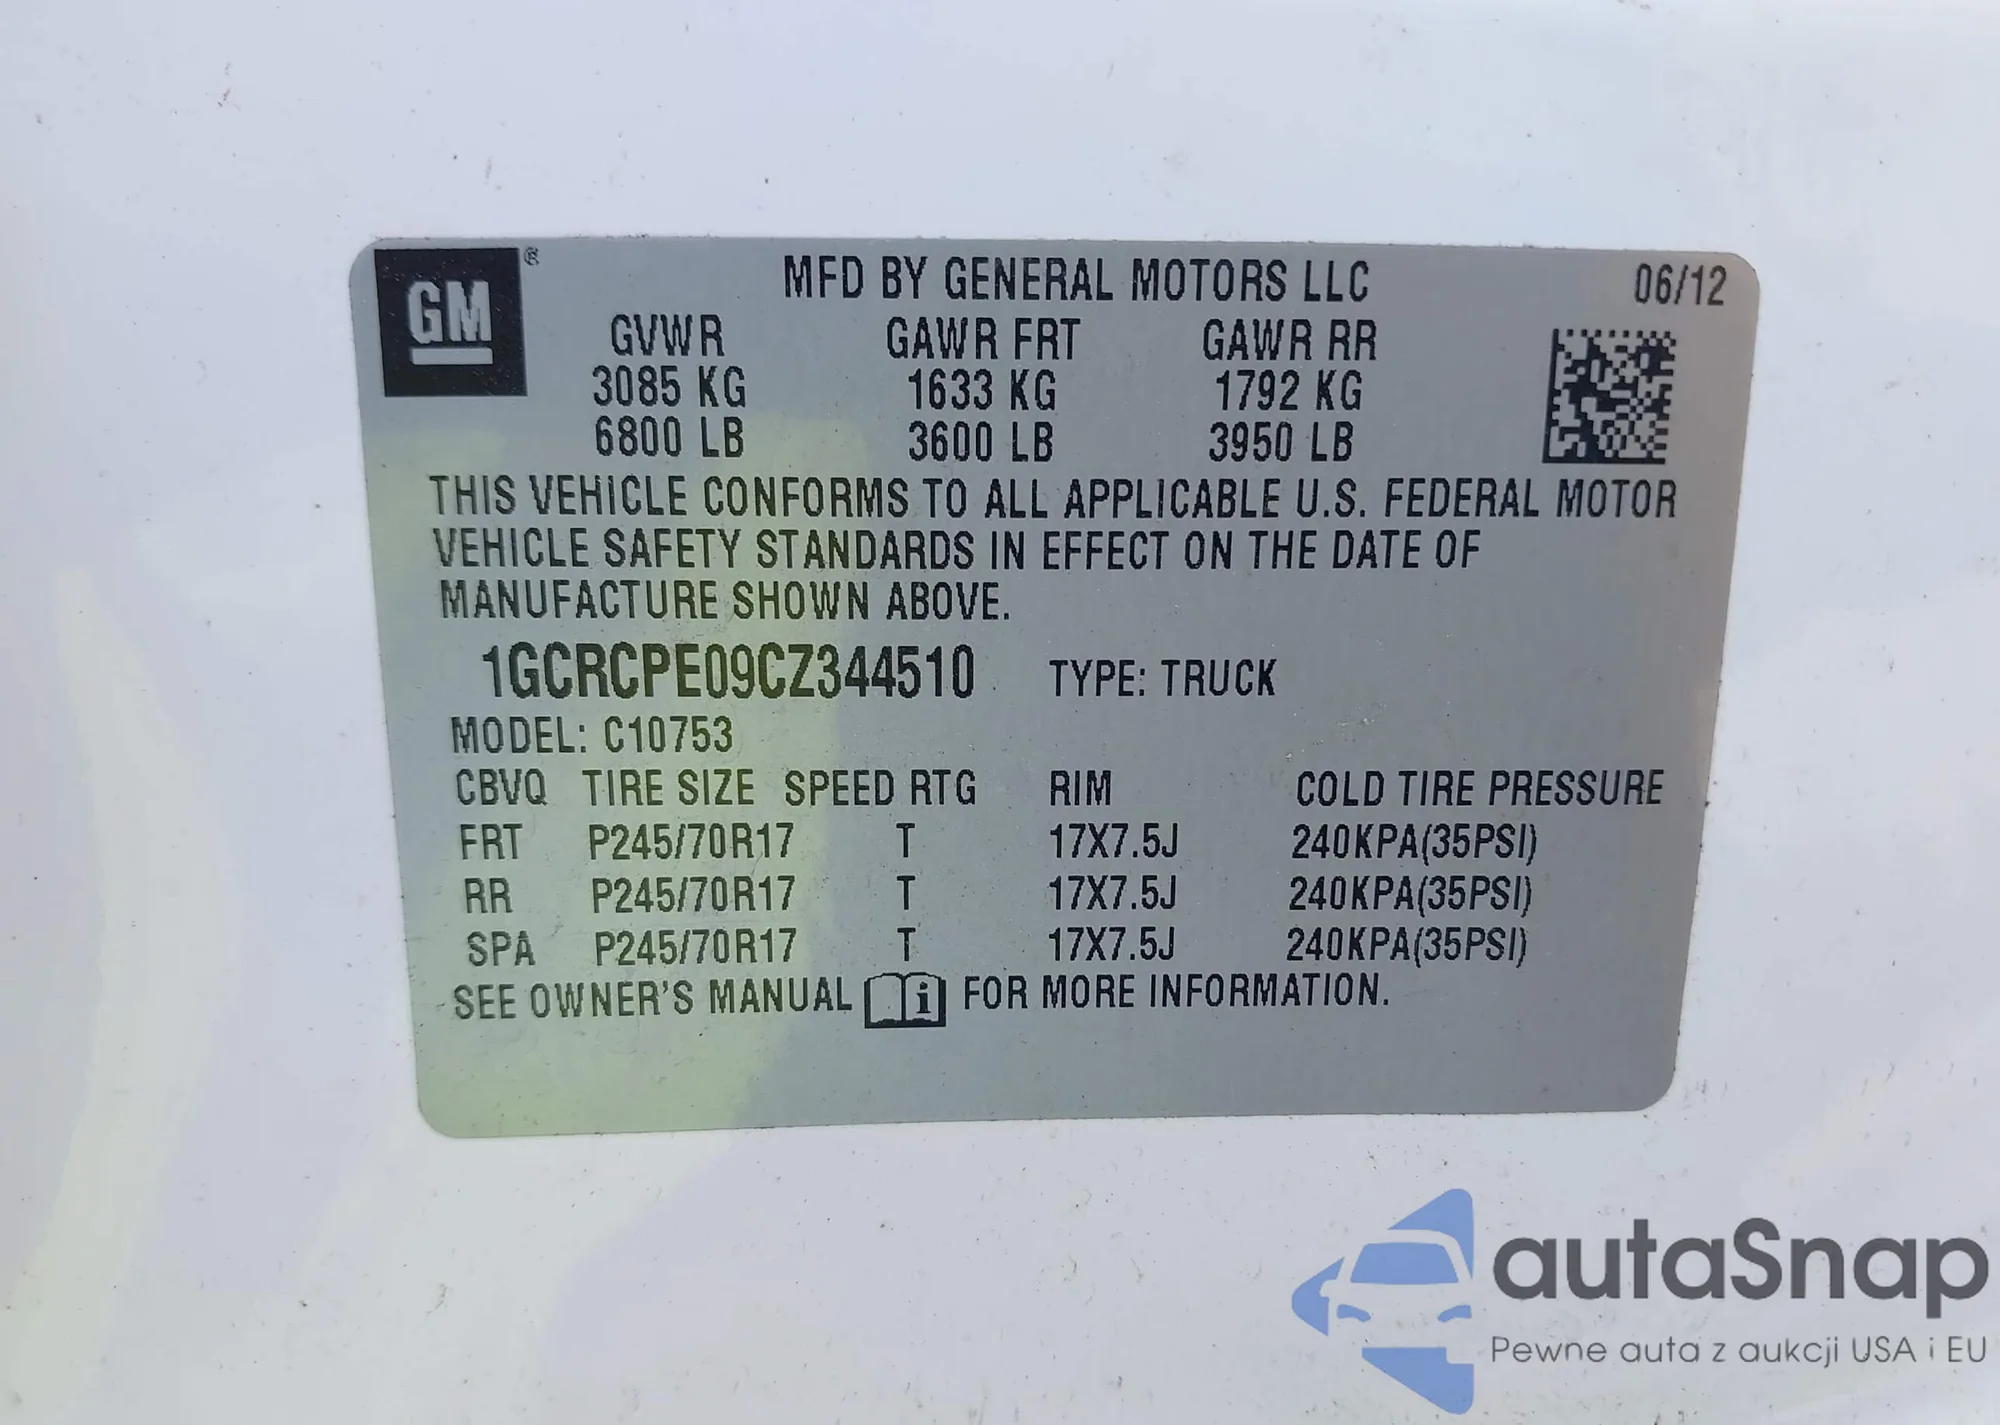 GM®
MFD BY GENERAL MOTORS LLC 06/12
GVWR GAWR FRT GAWR RR
3085 KG 1633 KG 1792 KG
6800 LB 3600 LB 3950 LB
THIS VEHICLE CONFORMS TO ALL APPLICABLE U.S. FEDERAL MOTOR
VEHICLE SAFETY STANDARDS IN EFFECT ON THE DATE OF
MANUFACTURE SHOWN ABOVE.
1GCRCPE09CZ344510 TYPE: TRUCK
MODEL: C10753
CBVQ TIRE SIZE SPEED RTG RIM COLD TIRE PRESSURE
FRT P245/70R17 T 17X7.5J 240KPA(35PSI)
RR P245/70R17 T 17X7.5J 240KPA(35PSI)
SPA P245/70R17 T 17X7.5J 240KPA(35PSI)
SEE OWNER'S MANUAL i FOR MORE INFORMATION.
autaSnap
Pewne auta z aukcji USA i EU